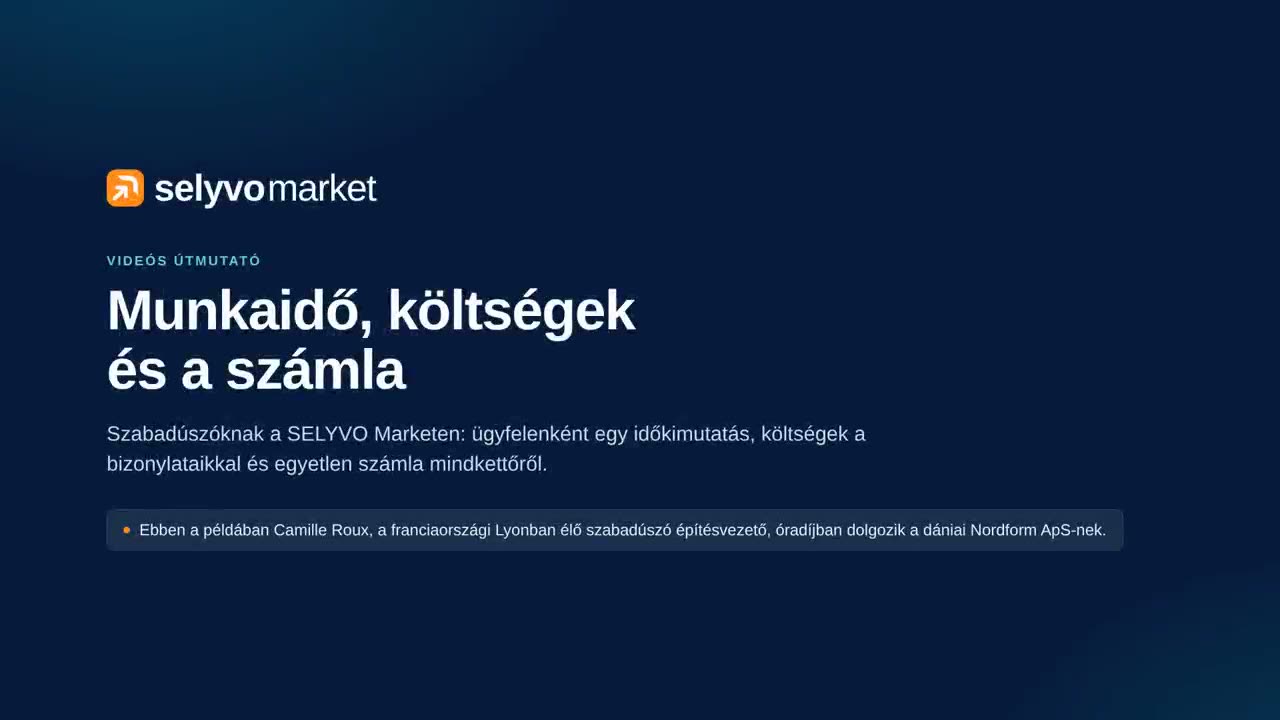 selyvomarket
VIDEÓS ÚTMUTATÓ
Munkaidő, költségek
és a számla
Szabadúszóknak a SELYVO Marketen: ügyfelenként egy időkimutatás, költségek a
bizonylataikkal és egyetlen számla mindkettőről.
Ebben a példában Camille Roux, a franciaországi Lyonban élő szabadúszó építésvezető, óradíjban dolgozik a dániai Nordform ApS-nek.